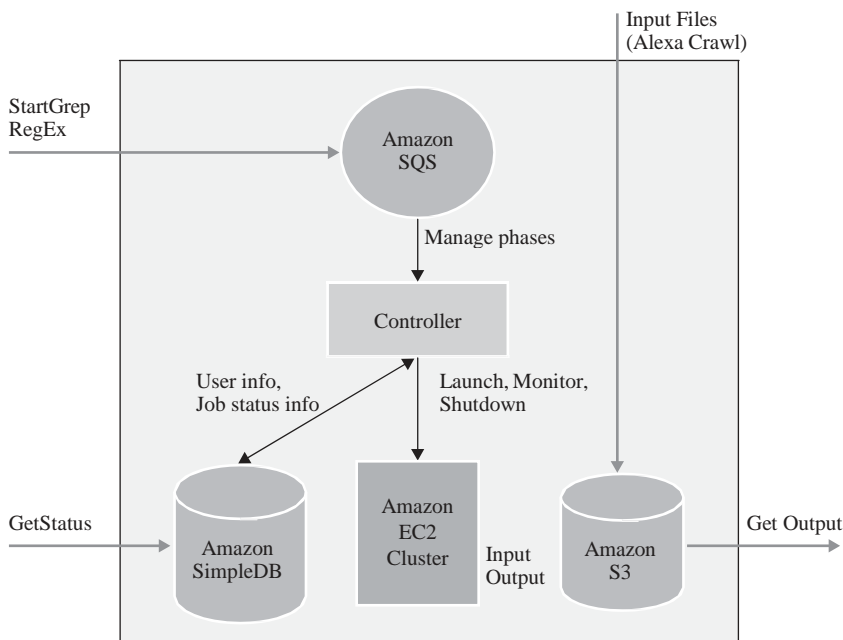 Input Files
(Alexa Crawl)
StartGrep
RegEx
Amazon
SQS
Manage phases
Controller
User info,
Job status info
Launch, Monitor,
Shutdown
GetStatus
Amazon
SimpleDB
Amazon
EC2
Cluster
Input
Output
Amazon
S3
Get Output